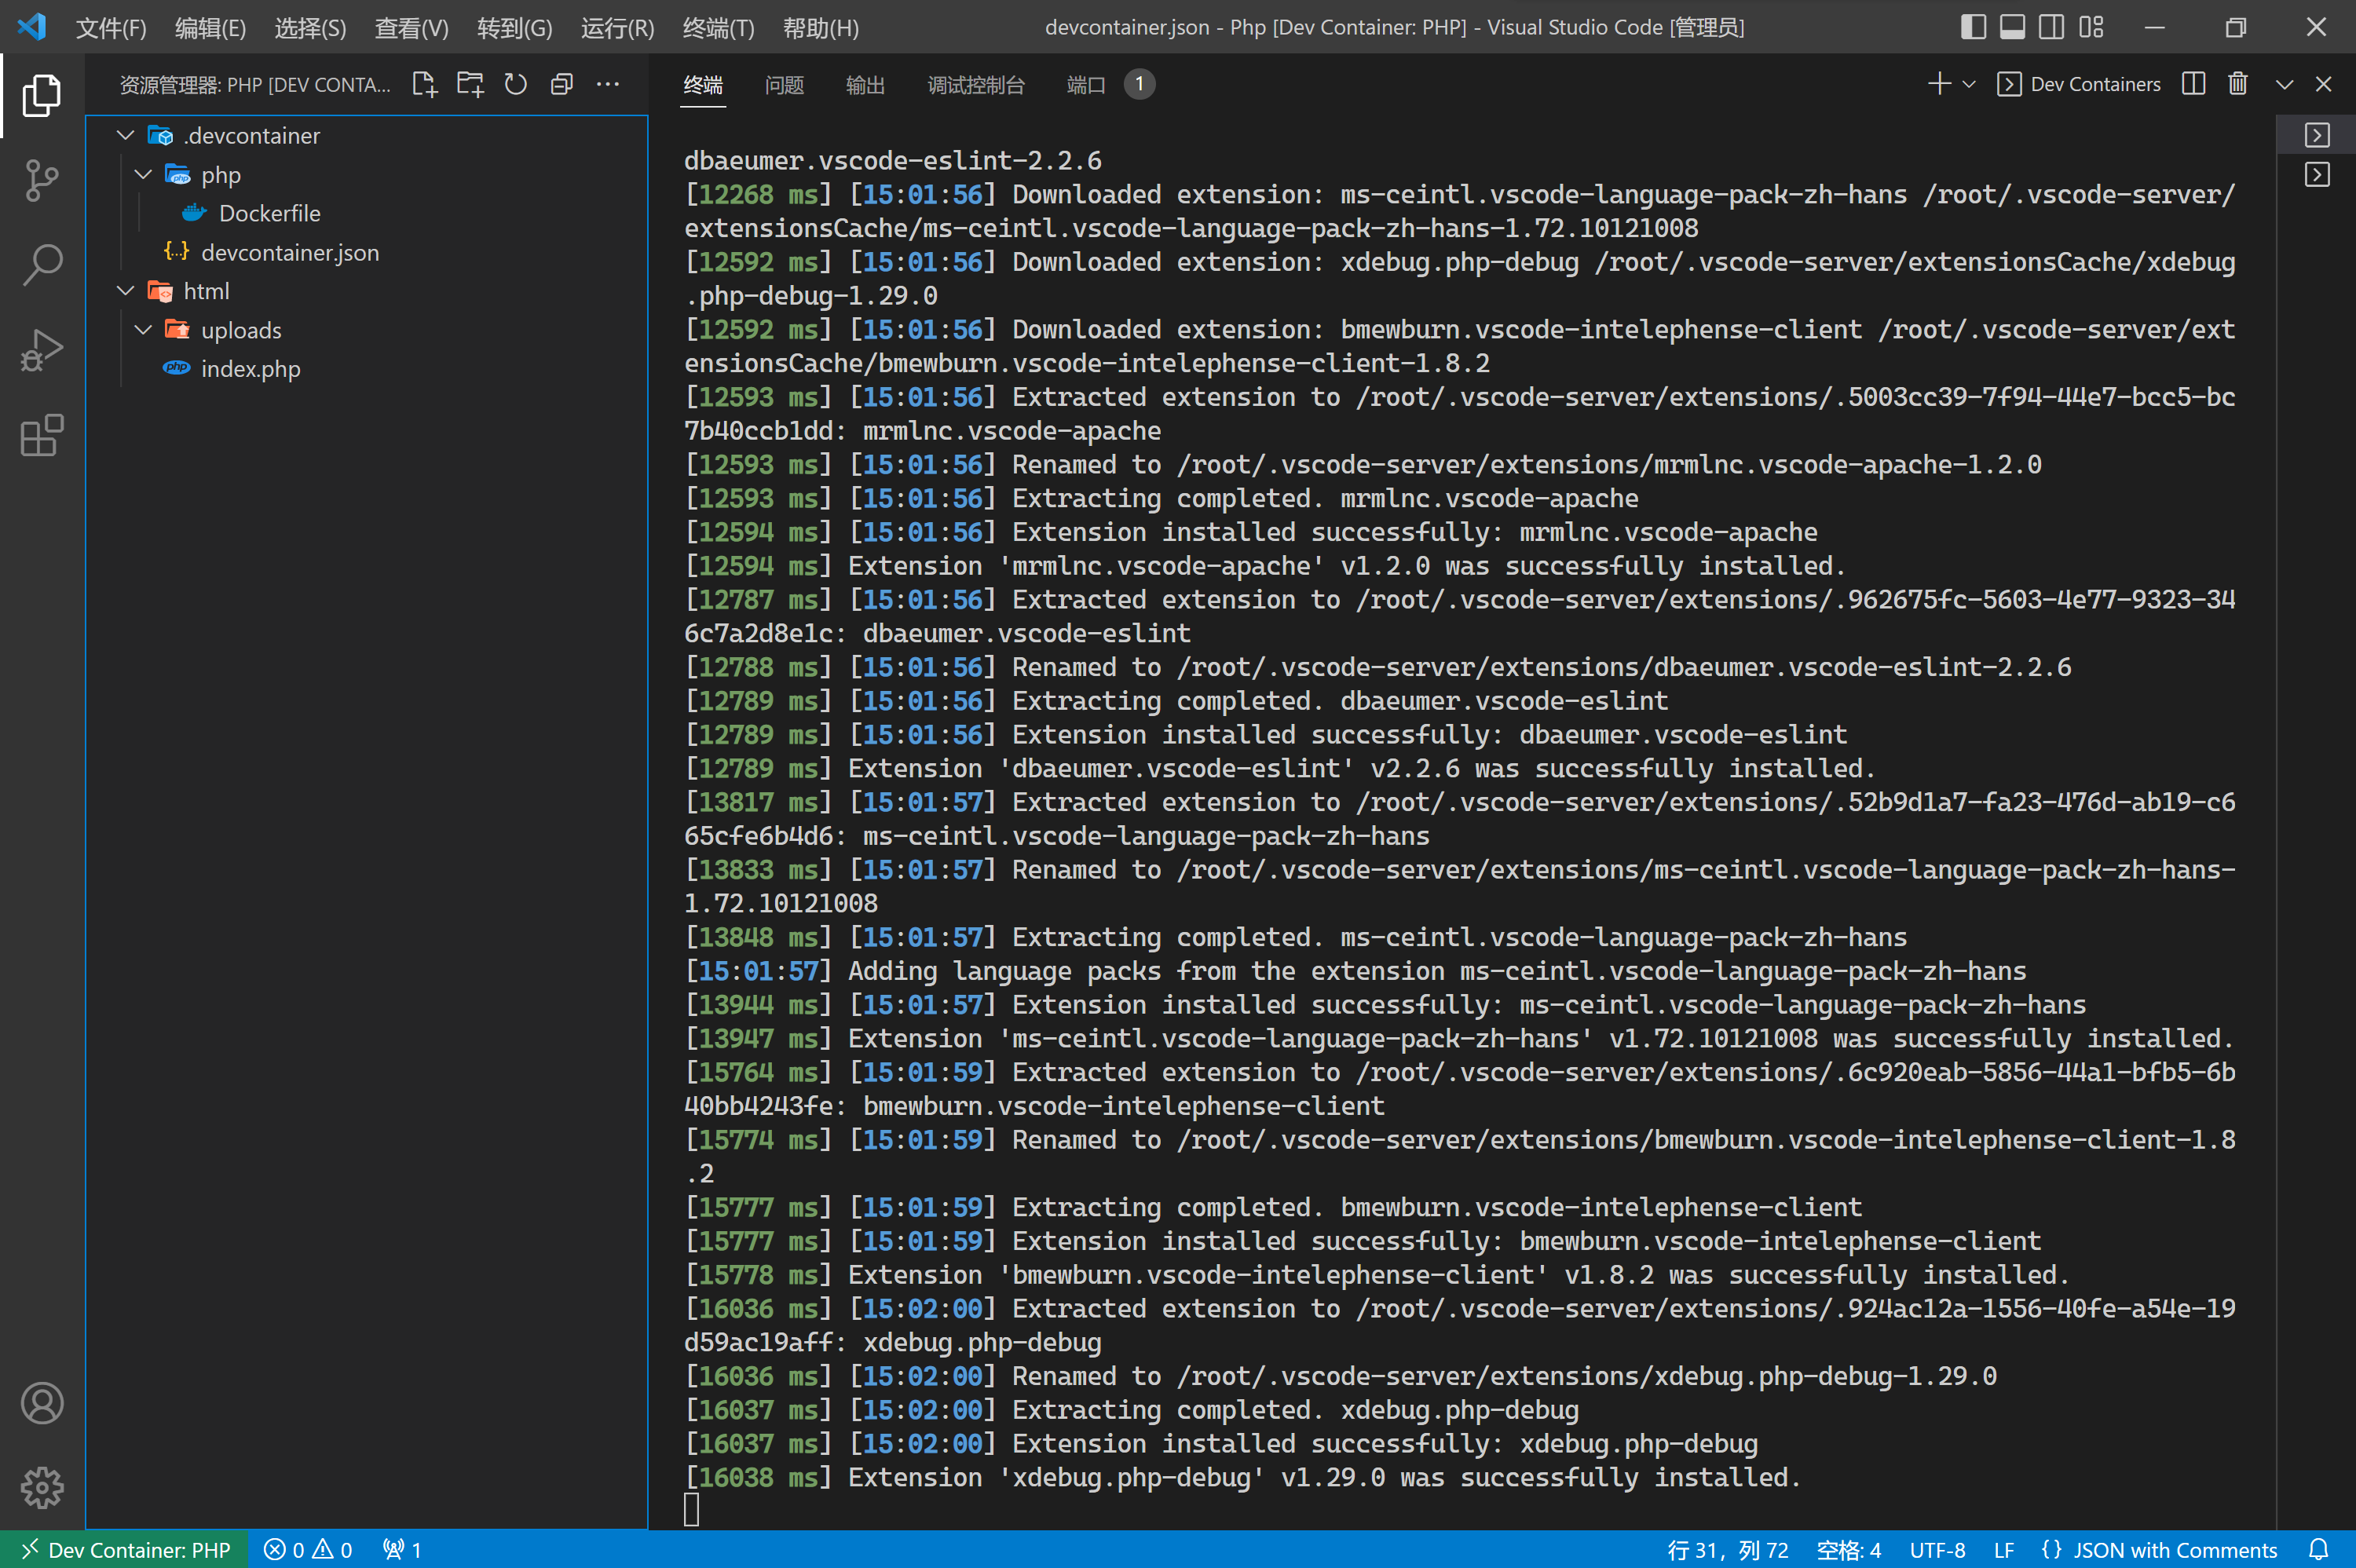 文件(F) 编辑(E) 选择(S) 查看(V) 转到(G) 运行(R) 终端(T) 帮助(H) devcontainer.json - Php [Dev Container: PHP] - Visual Studio Code [管理员]
资源管理器: PHP [DEV CONTA...
.devcontainer
php
Dockerfile
devcontainer.json
html
uploads
index.php
终端 问题 输出 调试控制台 端口 1 Dev Containers
dbaeumer.vscode-eslint-2.2.6
[12268 ms] [15:01:56] Downloaded extension: ms-ceintl.vscode-language-pack-zh-hans /root/.vscode-server/
extensionsCache/ms-ceintl.vscode-language-pack-zh-hans-1.72.10121008
[12592 ms] [15:01:56] Downloaded extension: xdebug.php-debug /root/.vscode-server/extensionsCache/xdebug
.php-debug-1.29.0
[12592 ms] [15:01:56] Downloaded extension: bmewburn.vscode-intelephense-client /root/.vscode-server/ext
ensionsCache/bmewburn.vscode-intelephense-client-1.8.2
[12593 ms] [15:01:56] Extracted extension to /root/.vscode-server/extensions/.5003cc39-7f94-44e7-bcc5-bc
7b40ccb1dd: mrmlnc.vscode-apache
[12593 ms] [15:01:56] Renamed to /root/.vscode-server/extensions/mrmlnc.vscode-apache-1.2.0
[12593 ms] [15:01:56] Extracting completed. mrmlnc.vscode-apache
[12594 ms] [15:01:56] Extension installed successfully: mrmlnc.vscode-apache
[12594 ms] Extension 'mrmlnc.vscode-apache' v1.2.0 was successfully installed.
[12787 ms] [15:01:56] Extracted extension to /root/.vscode-server/extensions/.962675fc-5603-4e77-9323-34
6c7a2d8e1c: dbaeumer.vscode-eslint
[12788 ms] [15:01:56] Renamed to /root/.vscode-server/extensions/dbaeumer.vscode-eslint-2.2.6
[12789 ms] [15:01:56] Extracting completed. dbaeumer.vscode-eslint
[12789 ms] [15:01:56] Extension installed successfully: dbaeumer.vscode-eslint
[12789 ms] Extension 'dbaeumer.vscode-eslint' v2.2.6 was successfully installed.
[13817 ms] [15:01:57] Extracted extension to /root/.vscode-server/extensions/.52b9d1a7-fa23-476d-ab19-c6
65cfe6b4d6: ms-ceintl.vscode-language-pack-zh-hans
[13833 ms] [15:01:57] Renamed to /root/.vscode-server/extensions/ms-ceintl.vscode-language-pack-zh-hans-
1.72.10121008
[13848 ms] [15:01:57] Extracting completed. ms-ceintl.vscode-language-pack-zh-hans
[15:01:57] Adding language packs from the extension ms-ceintl.vscode-language-pack-zh-hans
[13944 ms] [15:01:57] Extension installed successfully: ms-ceintl.vscode-language-pack-zh-hans
[13947 ms] Extension 'ms-ceintl.vscode-language-pack-zh-hans' v1.72.10121008 was successfully installed.
[15764 ms] [15:01:59] Extracted extension to /root/.vscode-server/extensions/.6c920eab-5856-44a1-bfb5-6b
40bb4243fe: bmewburn.vscode-intelephense-client
[15774 ms] [15:01:59] Renamed to /root/.vscode-server/extensions/bmewburn.vscode-intelephense-client-1.8
.2
[15777 ms] [15:01:59] Extracting completed. bmewburn.vscode-intelephense-client
[15777 ms] [15:01:59] Extension installed successfully: bmewburn.vscode-intelephense-client
[15778 ms] Extension 'bmewburn.vscode-intelephense-client' v1.8.2 was successfully installed.
[16036 ms] [15:02:00] Extracted extension to /root/.vscode-server/extensions/.924ac12a-1556-40fe-a54e-19
d59ac19aff: xdebug.php-debug
[16036 ms] [15:02:00] Renamed to /root/.vscode-server/extensions/xdebug.php-debug-1.29.0
[16037 ms] [15:02:00] Extracting completed. xdebug.php-debug
[16037 ms] [15:02:00] Extension installed successfully: xdebug.php-debug
[16038 ms] Extension 'xdebug.php-debug' v1.29.0 was successfully installed.
Dev Container: PHP 0 0 1 行 31，列 72 空格: 4 UTF-8 LF {} JSON with Comments